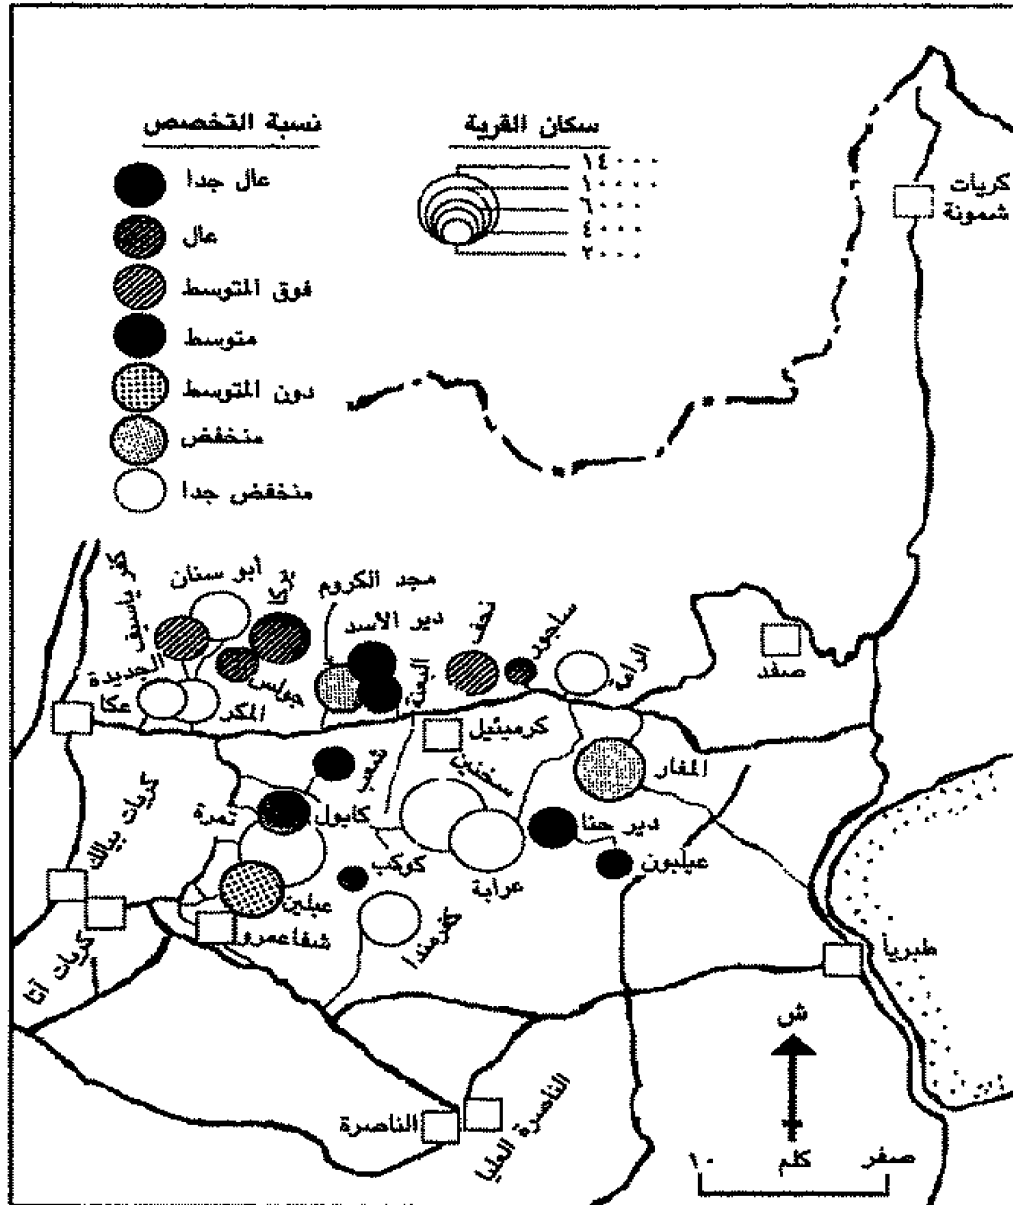 نسبة التخصص
عال جدا
عال
فوق المتوسط
متوسط
دون المتوسط
منخفض
منخفض جدا
سكان القرية
١٤٠٠٠
١٠٠٠٠
٦٠٠٠
٤٠٠٠
٢٠٠٠
كريات
شمونة
كفر ياسيف
أبو سنان
يركا
مجد الكروم
دير الأسد
البعنة
نحف
ساجور
الرامة
صفد
الجديدة
عكا
المكر
جولس
كرميئيل
سخنين
المغار
شعب
كريات بيالك
تمرة
كابول
كوكب
عرابة
دير حنا
عيلبون
عبلين
شفاعمرو
كفرمندا
كريات آتا
طبريا
ش
الناصرة
الناصرة العليا
١٠
كلم
صفر